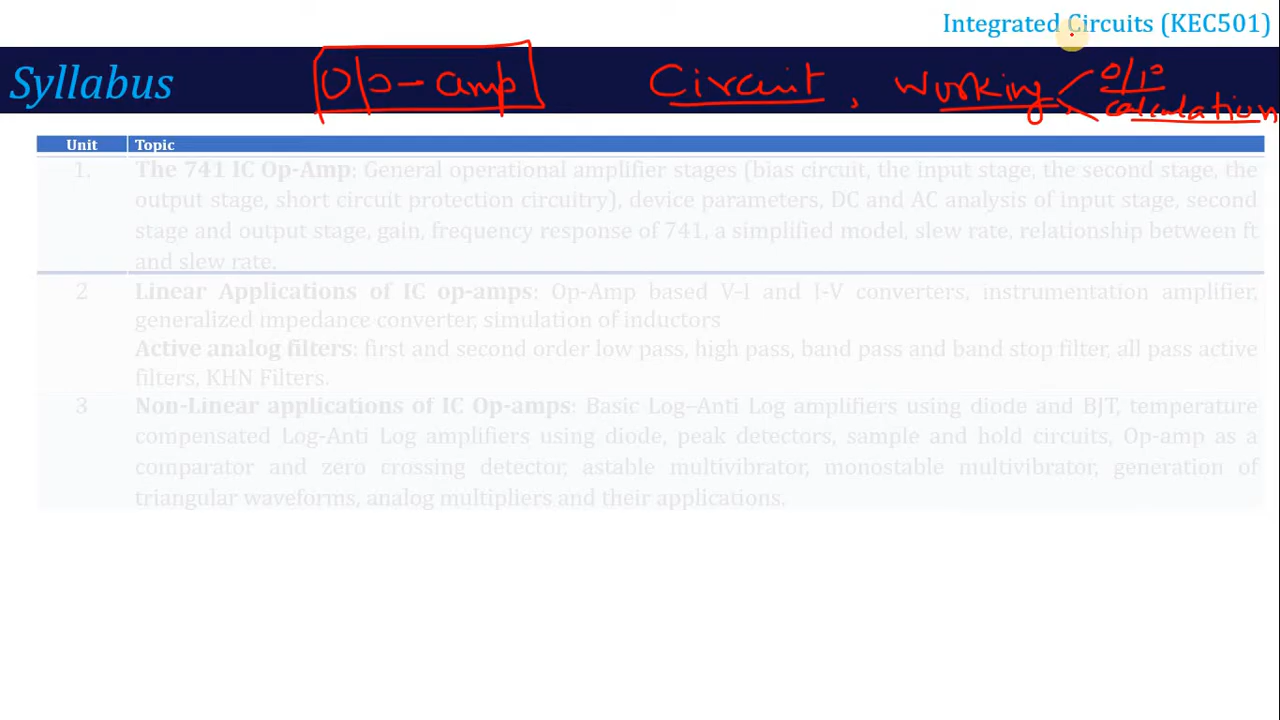 Integrated Circuits (KEC501)
Syllabus Op-amp Circuit, Working O/P calculation
Unit Topic
1. The 741 IC Op-Amp: General operational amplifier stages (bias circuit, the input stage, the second stage, the
output stage, short circuit protection circuitry), device parameters, DC and AC analysis of input stage, second
stage and output stage, gain, frequency response of 741, a simplified model, slew rate, relationship between ft
and slew rate.
2 Linear Applications of IC op-amps: Op-Amp based V-I and I-V converters, instrumentation amplifier,
generalized impedance converter, simulation of inductors
Active analog filters: first and second order low pass, high pass, band pass and band stop filter, all pass active
filters, KHN Filters.
3 Non-Linear applications of IC Op-amps: Basic Log–Anti Log amplifiers using diode and BJT, temperature
compensated Log-Anti Log amplifiers using diode, peak detectors, sample and hold circuits, Op-amp as a
comparator and zero crossing detector, astable multivibrator, monostable multivibrator, generation of
triangular waveforms, analog multipliers and their applications.